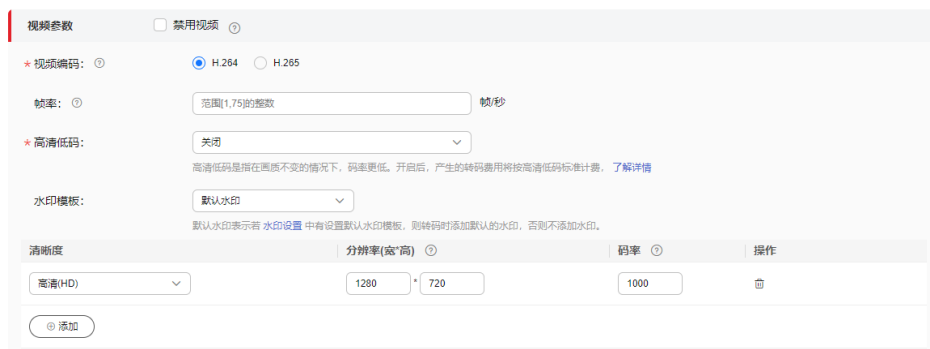 视频参数 禁用视频
* 视频编码： H.264 H.265
帧率： 范围[1,75]的整数 帧/秒
* 高清低码： 关闭
高清低码是指在画质不变的情况下，码率更低。开启后，产生的转码费用将按高清低码标准计费， 了解详情
水印模板： 默认水印
默认水印表示若 水印设置 中有设置默认水印模板，则转码时添加默认的水印，否则不添加水印。
清晰度 分辨率(宽*高) 码率 操作
高清(HD) 1280 * 720 1000
添加